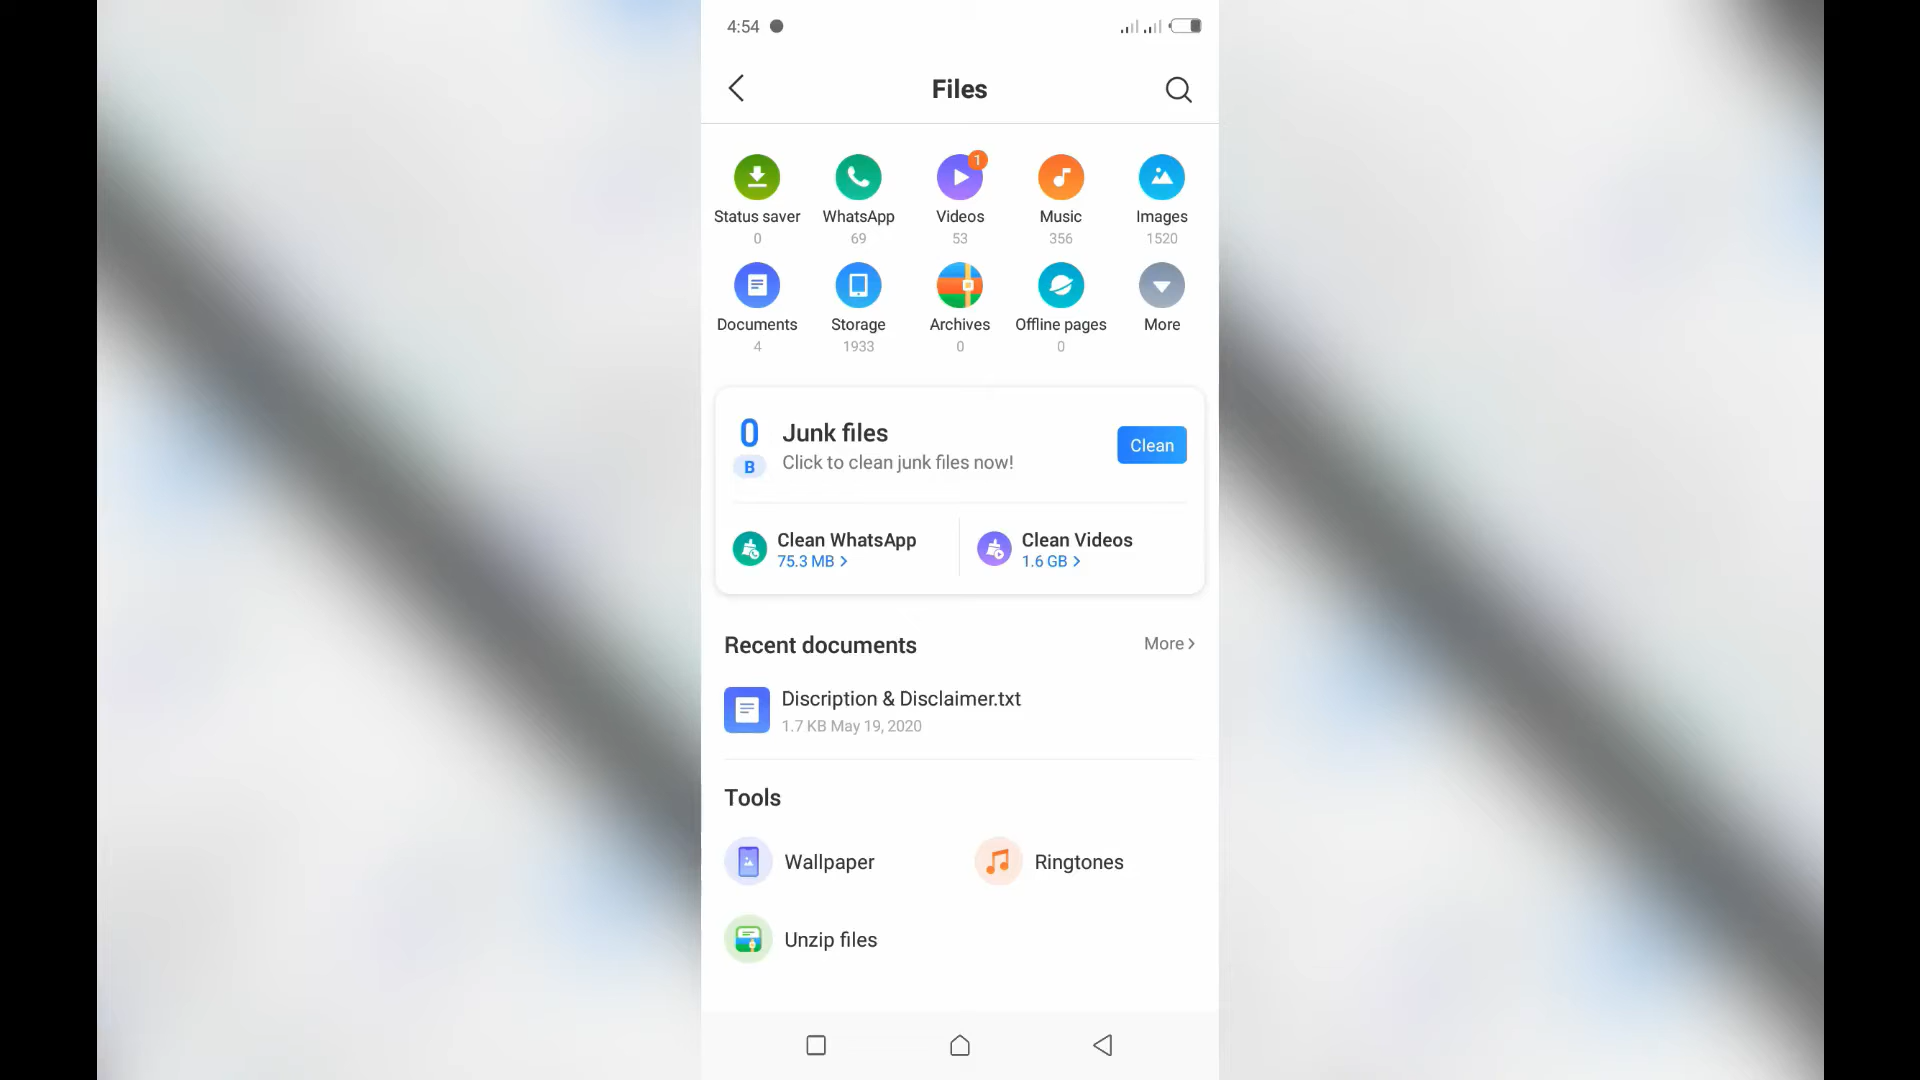 4:54
Files
1
Status saver WhatsApp Videos Music Images
0 69 53 356 1520
Documents Storage Archives Offline pages More
4 1933 0 0
0 Junk files
B Click to clean junk files now!
Clean
Clean WhatsApp Clean Videos
75.3 MB > 1.6 GB >
Recent documents More >
Discription & Disclaimer.txt
1.7 KB May 19, 2020
Tools
Wallpaper Ringtones
Unzip files